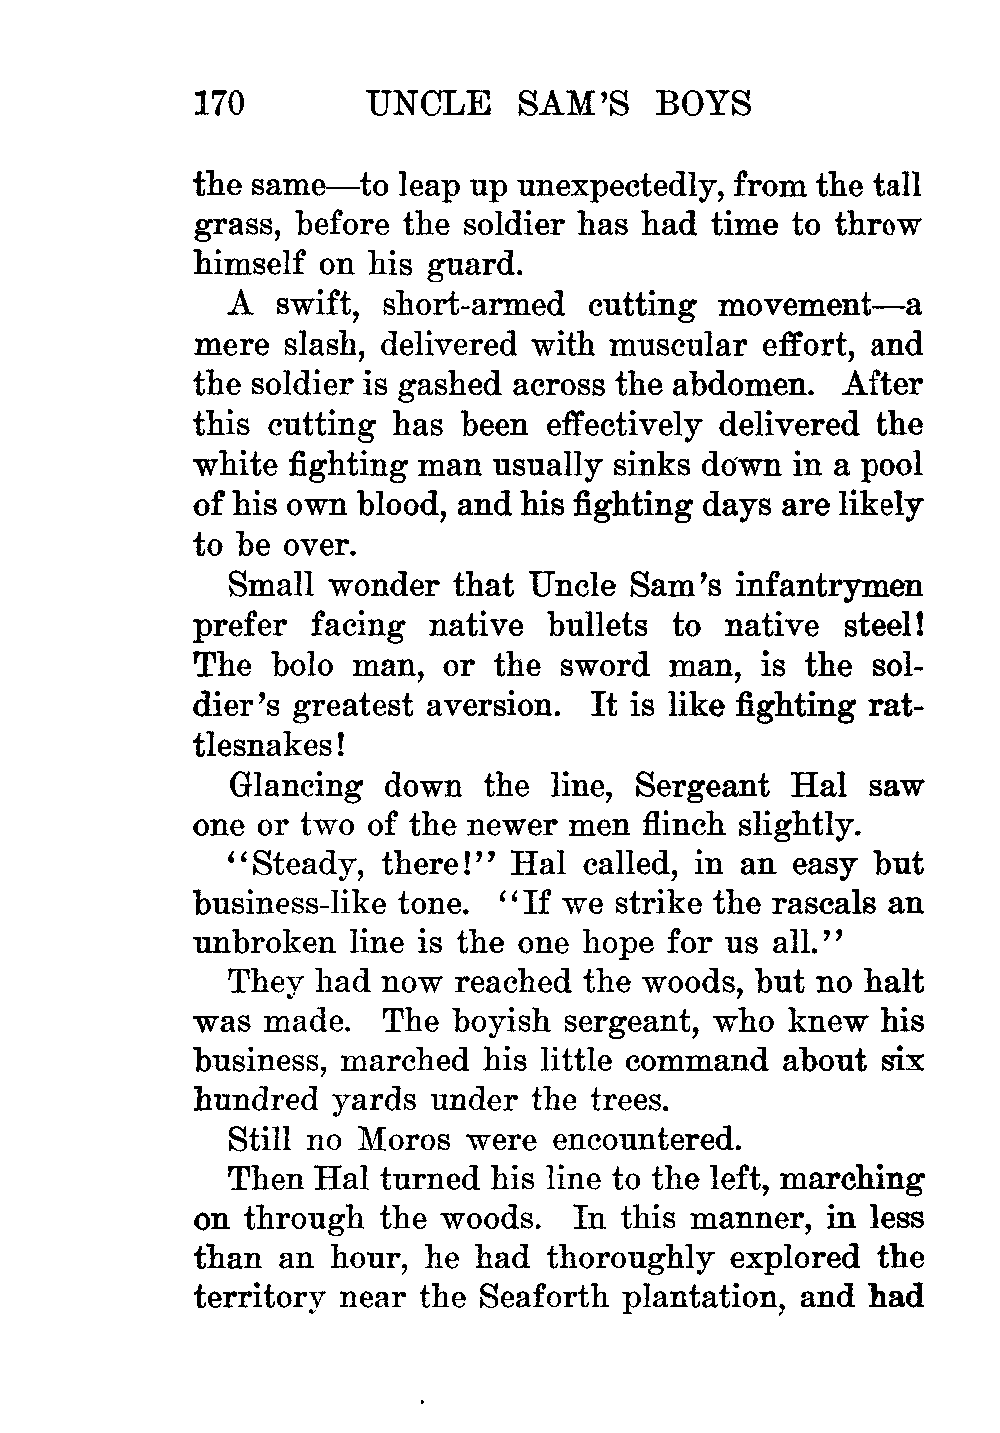 170 UNCLE SAM'S BOYS
the same—to leap up unexpectedly, from the tall
grass, before the soldier has had time to throw
himself on his guard.
A swift, short-armed cutting movement—a
mere slash, delivered with muscular effort, and
the soldier is gashed across the abdomen. After
this cutting has been effectively delivered the
white fighting man usually sinks down in a pool
of his own blood, and his fighting days are likely
to be over.
Small wonder that Uncle Sam's infantrymen
prefer facing native bullets to native steel!
The bolo man, or the sword man, is the sol-
dier's greatest aversion. It is like fighting rat-
tlesnakes!
Glancing down the line, Sergeant Hal saw
one or two of the newer men flinch slightly.
"Steady, there!" Hal called, in an easy but
business-like tone. "If we strike the rascals an
unbroken line is the one hope for us all."
They had now reached the woods, but no halt
was made. The boyish sergeant, who knew his
business, marched his little command about six
hundred yards under the trees.
Still no Moros were encountered.
Then Hal turned his line to the left, marching
on through the woods. In this manner, in less
than an hour, he had thoroughly explored the
territory near the Seaforth plantation, and had